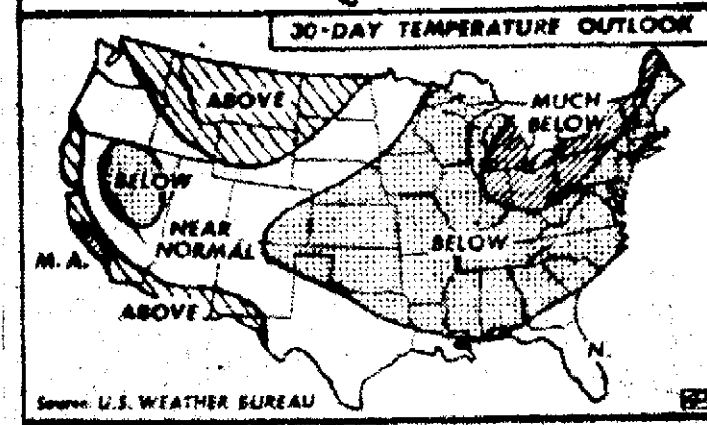 30-DAY TEMPERATURE OUTLOOK
ABOVE
MUCH
BELOW
BELOW
NEAR
NORMAL
BELOW
M. A.
ABOVE
N.
Source: U.S. WEATHER BUREAU